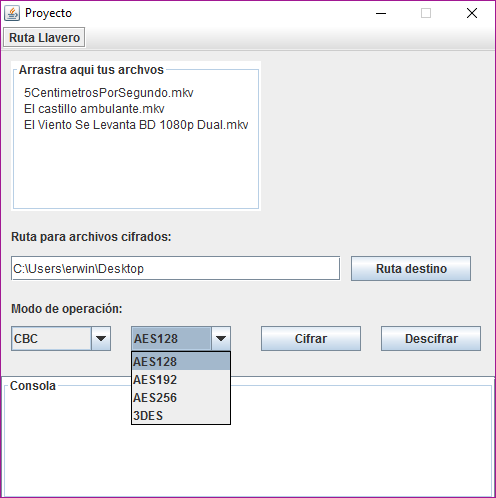 Proyecto
Ruta Llavero
Arrastra aqui tus archvos
5CentimetrosPorSegundo.mkv
El castillo ambulante.mkv
El Viento Se Levanta BD 1080p Dual.mkv
Ruta para archivos cifrados:
C:\Users\erwin\Desktop
Ruta destino
Modo de operación:
CBC
AES128
Cifrar
Descifrar
AES128
AES192
AES256
3DES
Consola